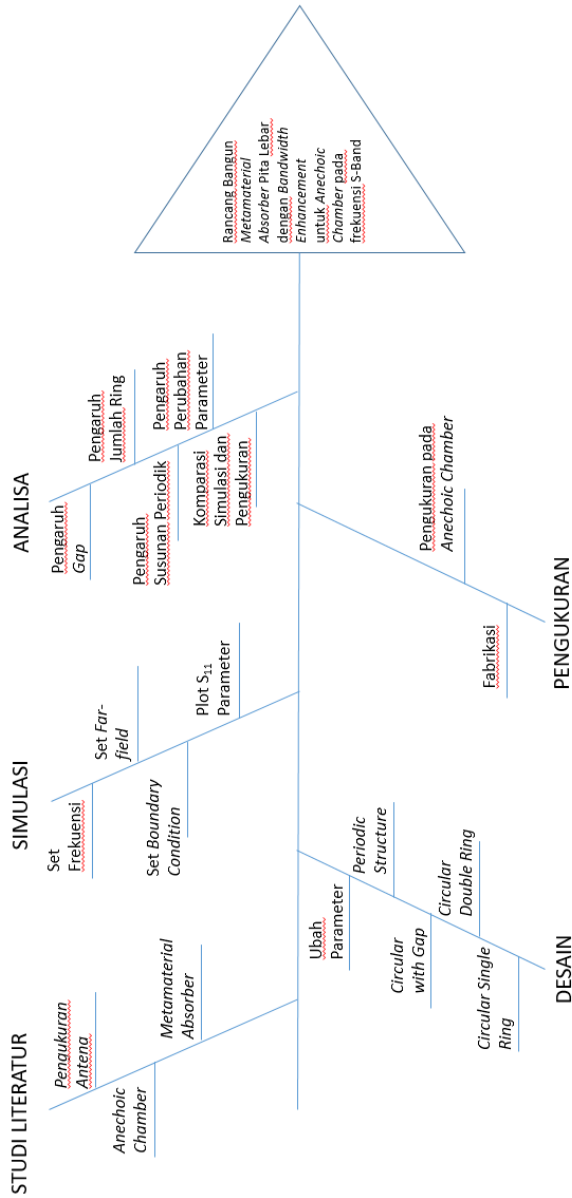 STUDI LITERATUR
Pengukuran
Antena
Anechoic
Chamber
Metamaterial
Absorber
SIMULASI
Set
Frekuensi
Set Far-
field
Set Boundary
Condition
Plot S₁₁
Parameter
ANALISA
Pengaruh
Gap
Pengaruh
Jumlah Ring
Pengaruh
Susunan Periodik
Pengaruh
Perubahan
Parameter
Komparasi
Simulasi dan
Pengukuran
Ubah
Parameter
Periodic
Structure
Circular
with Gap
Circular
Double Ring
Circular Single
Ring
DESAIN
Pengukuran pada
Anechoic Chamber
Fabrikasi
PENGUKURAN
Rancang Bangun
Metamaterial
Absorber Pita Lebar
dengan Bandwidth
Enhancement
untuk Anechoic
Chamber pada
frekuensi S-Band